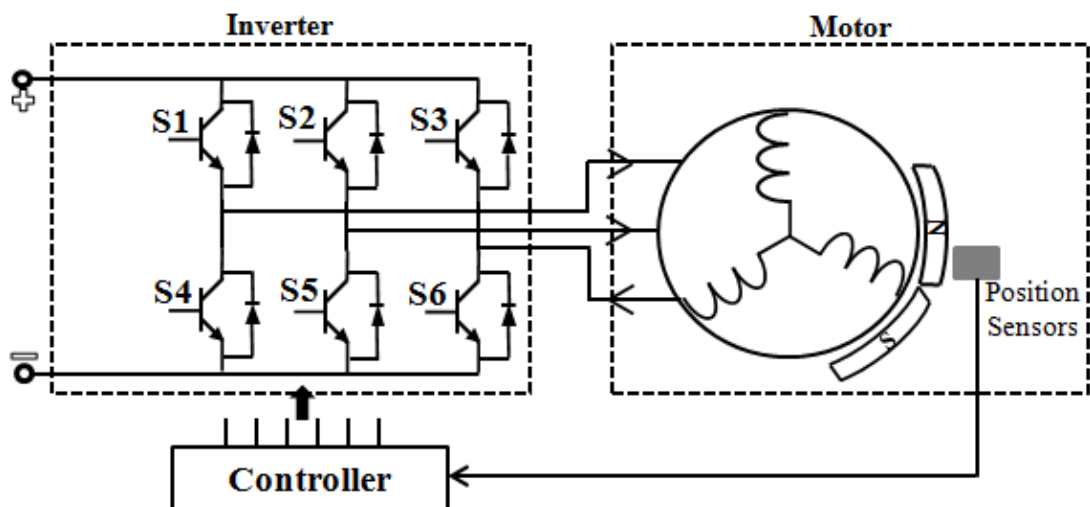 Inverter
Motor
+
S1
S2
S3
N
S4
S5
S6
Position
Sensors
S
−
Controller